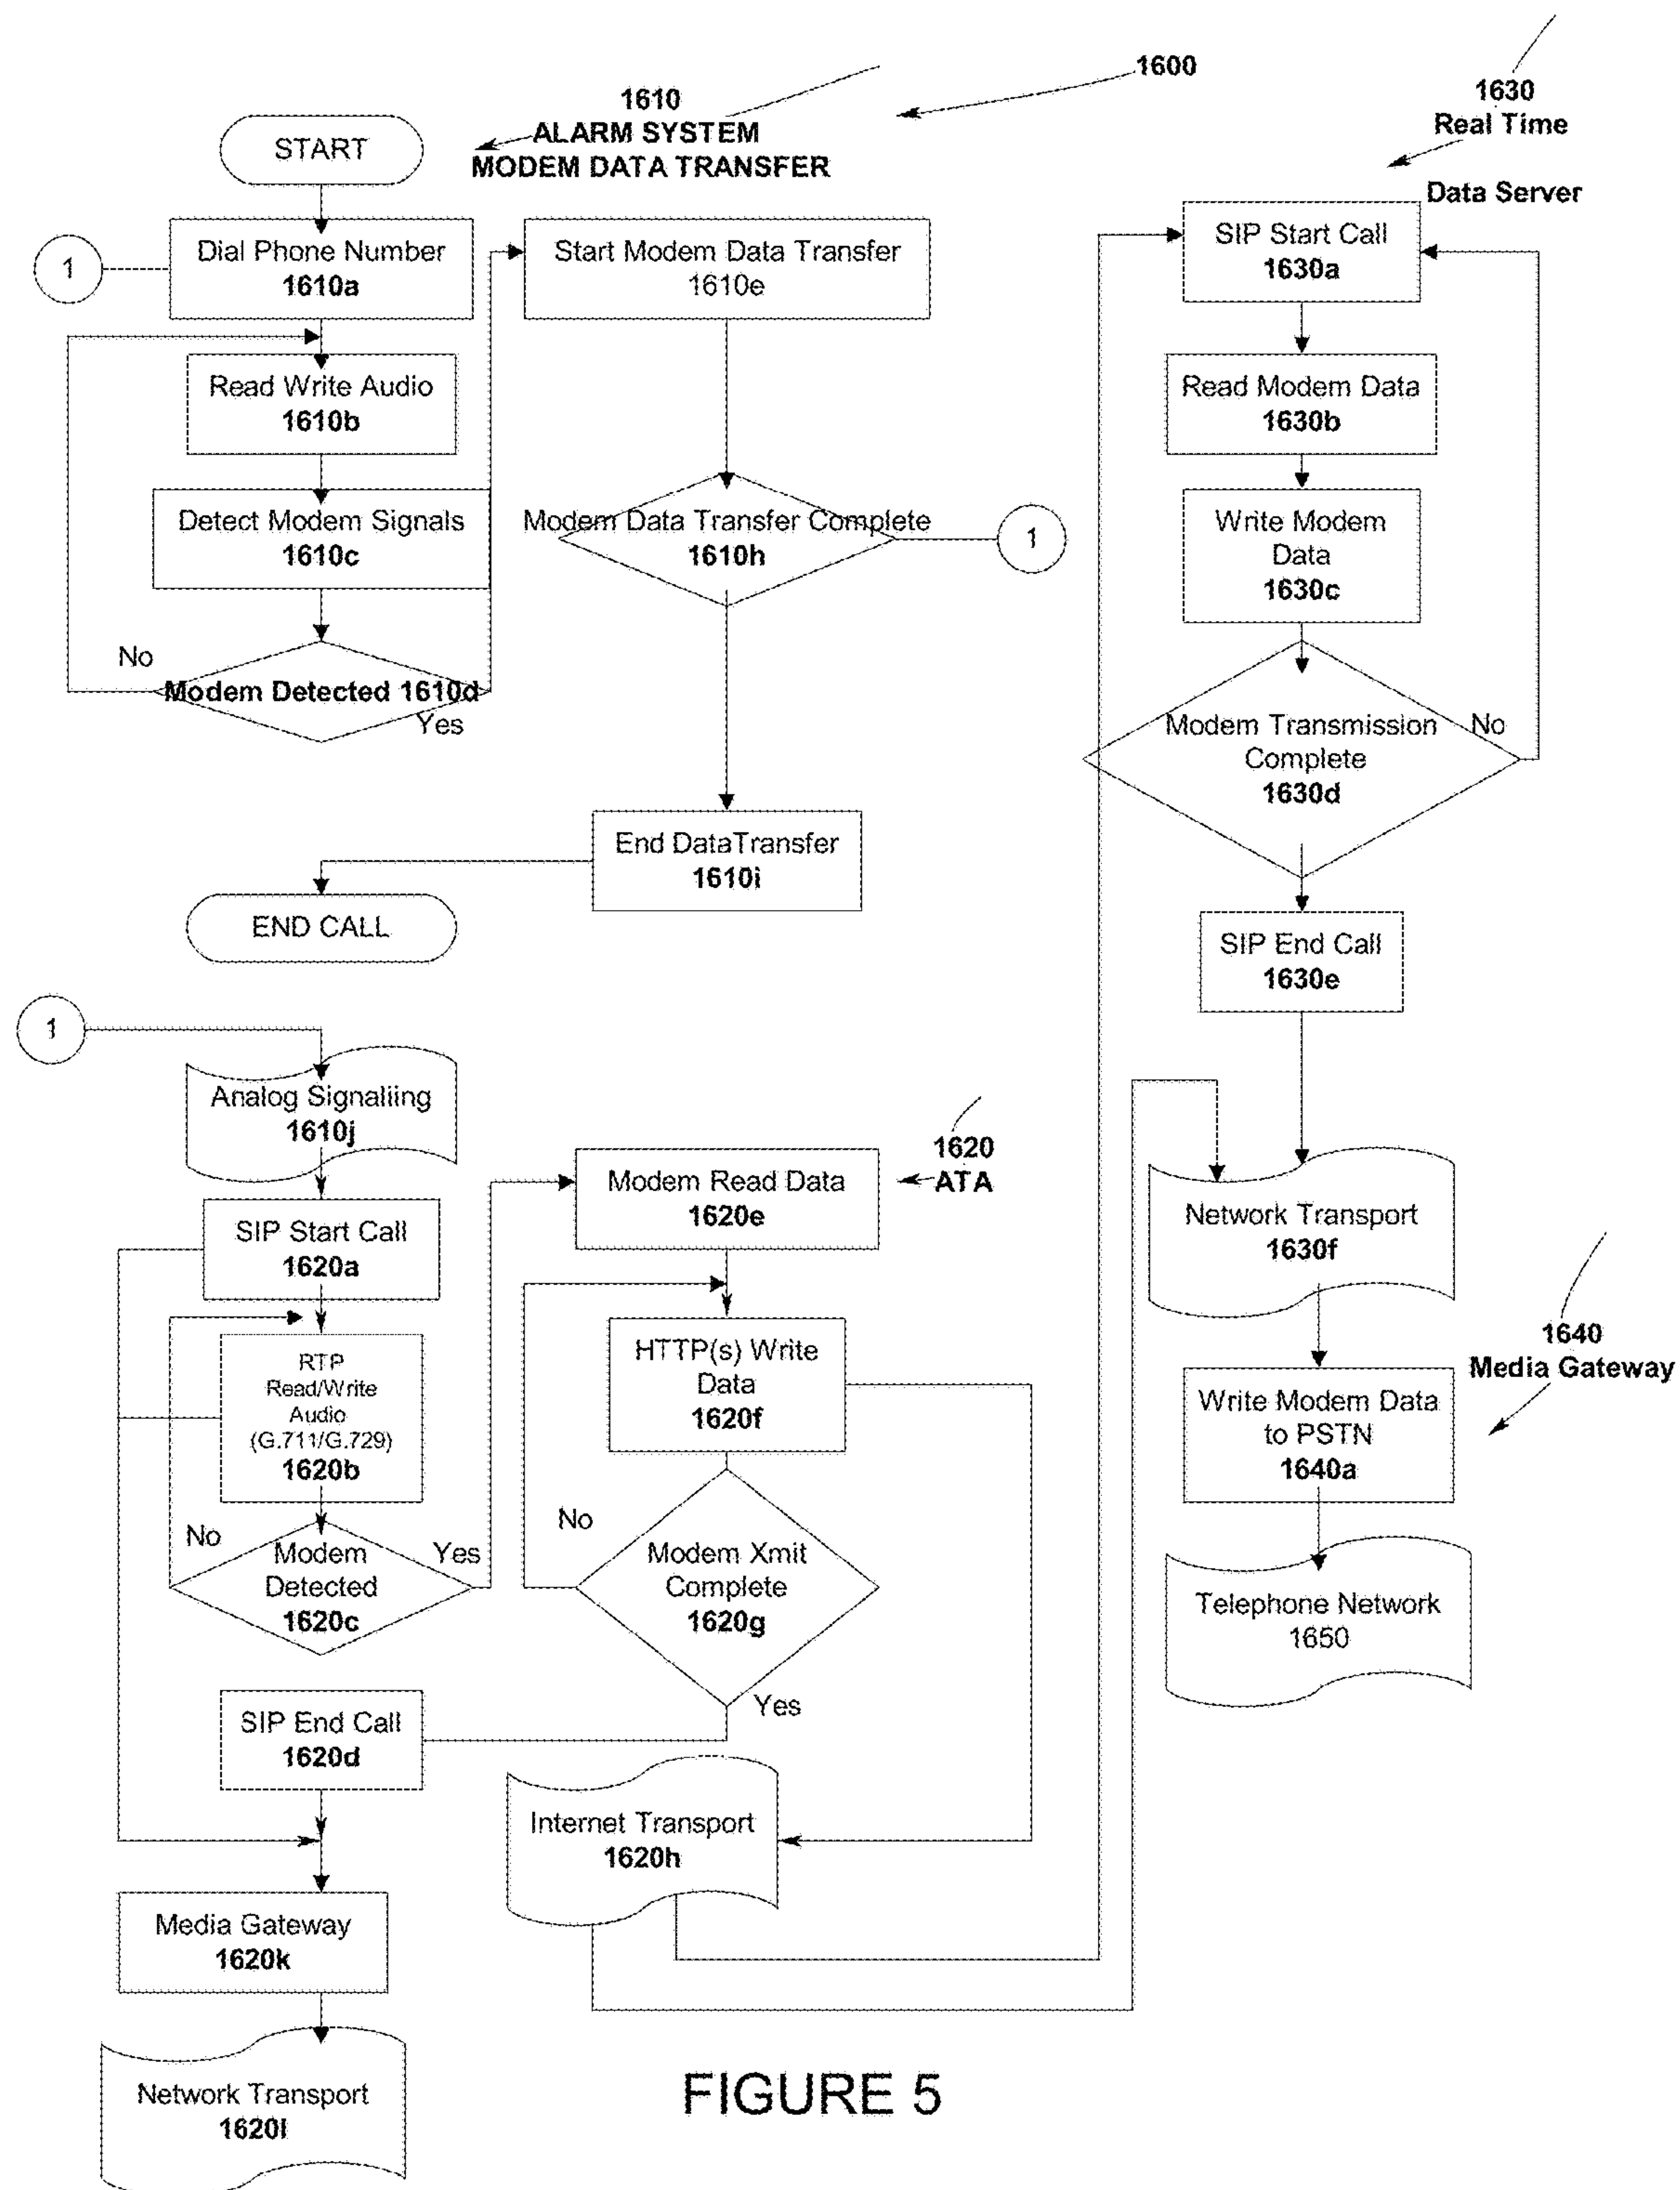 1600
1610
ALARM SYSTEM
MODEM DATA TRANSFER
START
1
Dial Phone Number
1610a
Read Write Audio
1610b
Detect Modem Signals
1610c
No
Modem Detected 1610d
Yes
Start Modem Data Transfer
1610e
Modem Data Transfer Complete
1610h
1
End DataTransfer
1610i
END CALL
1
Analog Signaliing
1610j
SIP Start Call
1620a
RTP
Read/Write
Audio
(G.711/G.729)
1620b
No
Modem
Detected
1620c
Yes
SIP End Call
1620d
Media Gateway
1620k
Network Transport
1620l
1620
ATA
Modem Read Data
1620e
HTTP(s) Write
Data
1620f
No
Modem Xmit
Complete
1620g
Yes
Internet Transport
1620h
1630
Real Time
Data Server
SIP Start Call
1630a
Read Modem Data
1630b
Write Modem
Data
1630c
Modem Transmission
Complete
1630d
No
SIP End Call
1630e
Network Transport
1630f
1640
Media Gateway
Write Modem Data
to PSTN
1640a
Telephone Network
1650
FIGURE 5